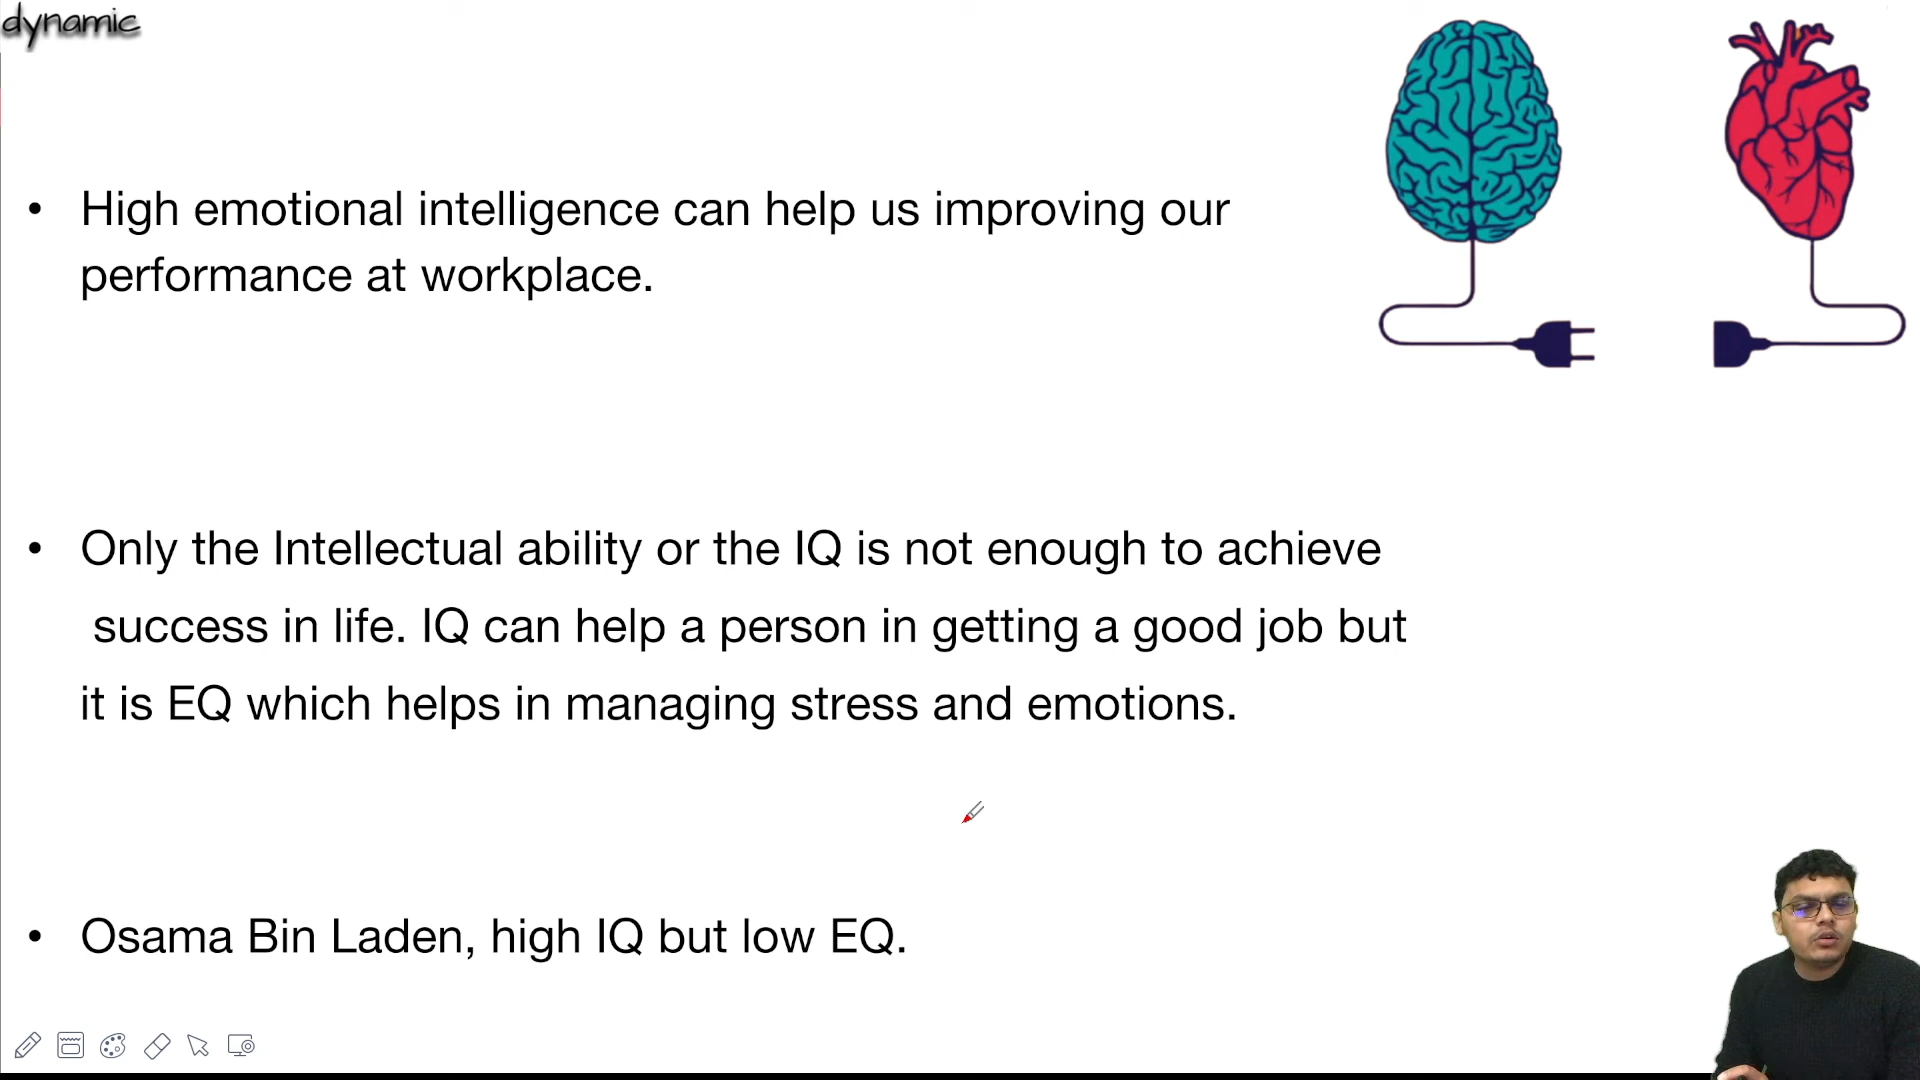 dynamic
• High emotional intelligence can help us improving our
performance at workplace.
• Only the Intellectual ability or the IQ is not enough to achieve
success in life. IQ can help a person in getting a good job but
it is EQ which helps in managing stress and emotions.
• Osama Bin Laden, high IQ but low EQ.